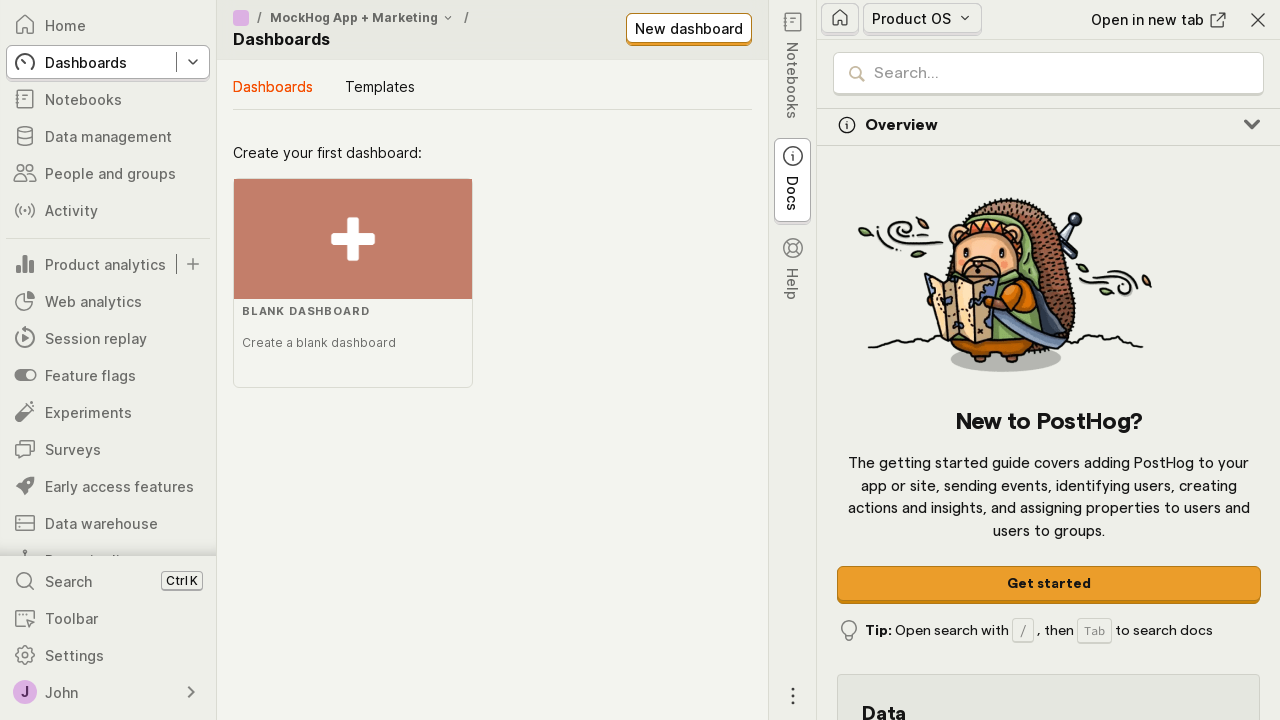 Home
Dashboards
Notebooks
Data management
People and groups
Activity
Product analytics
Web analytics
Session replay
Feature flags
Experiments
Surveys
Early access features
Data warehouse
Search
Ctrl K
Toolbar
Settings
J
John
/
MockHog App + Marketing
/
Dashboards
New dashboard
Dashboards
Templates
Create your first dashboard:
BLANK DASHBOARD
Create a blank dashboard
Notebooks
Docs
Help
Product OS
Open in new tab
Search...
Overview
New to PostHog?
The getting started guide covers adding PostHog to your
app or site, sending events, identifying users, creating
actions and insights, and assigning properties to users and
users to groups.
Get started
Tip: Open search with / , then Tab to search docs
Data